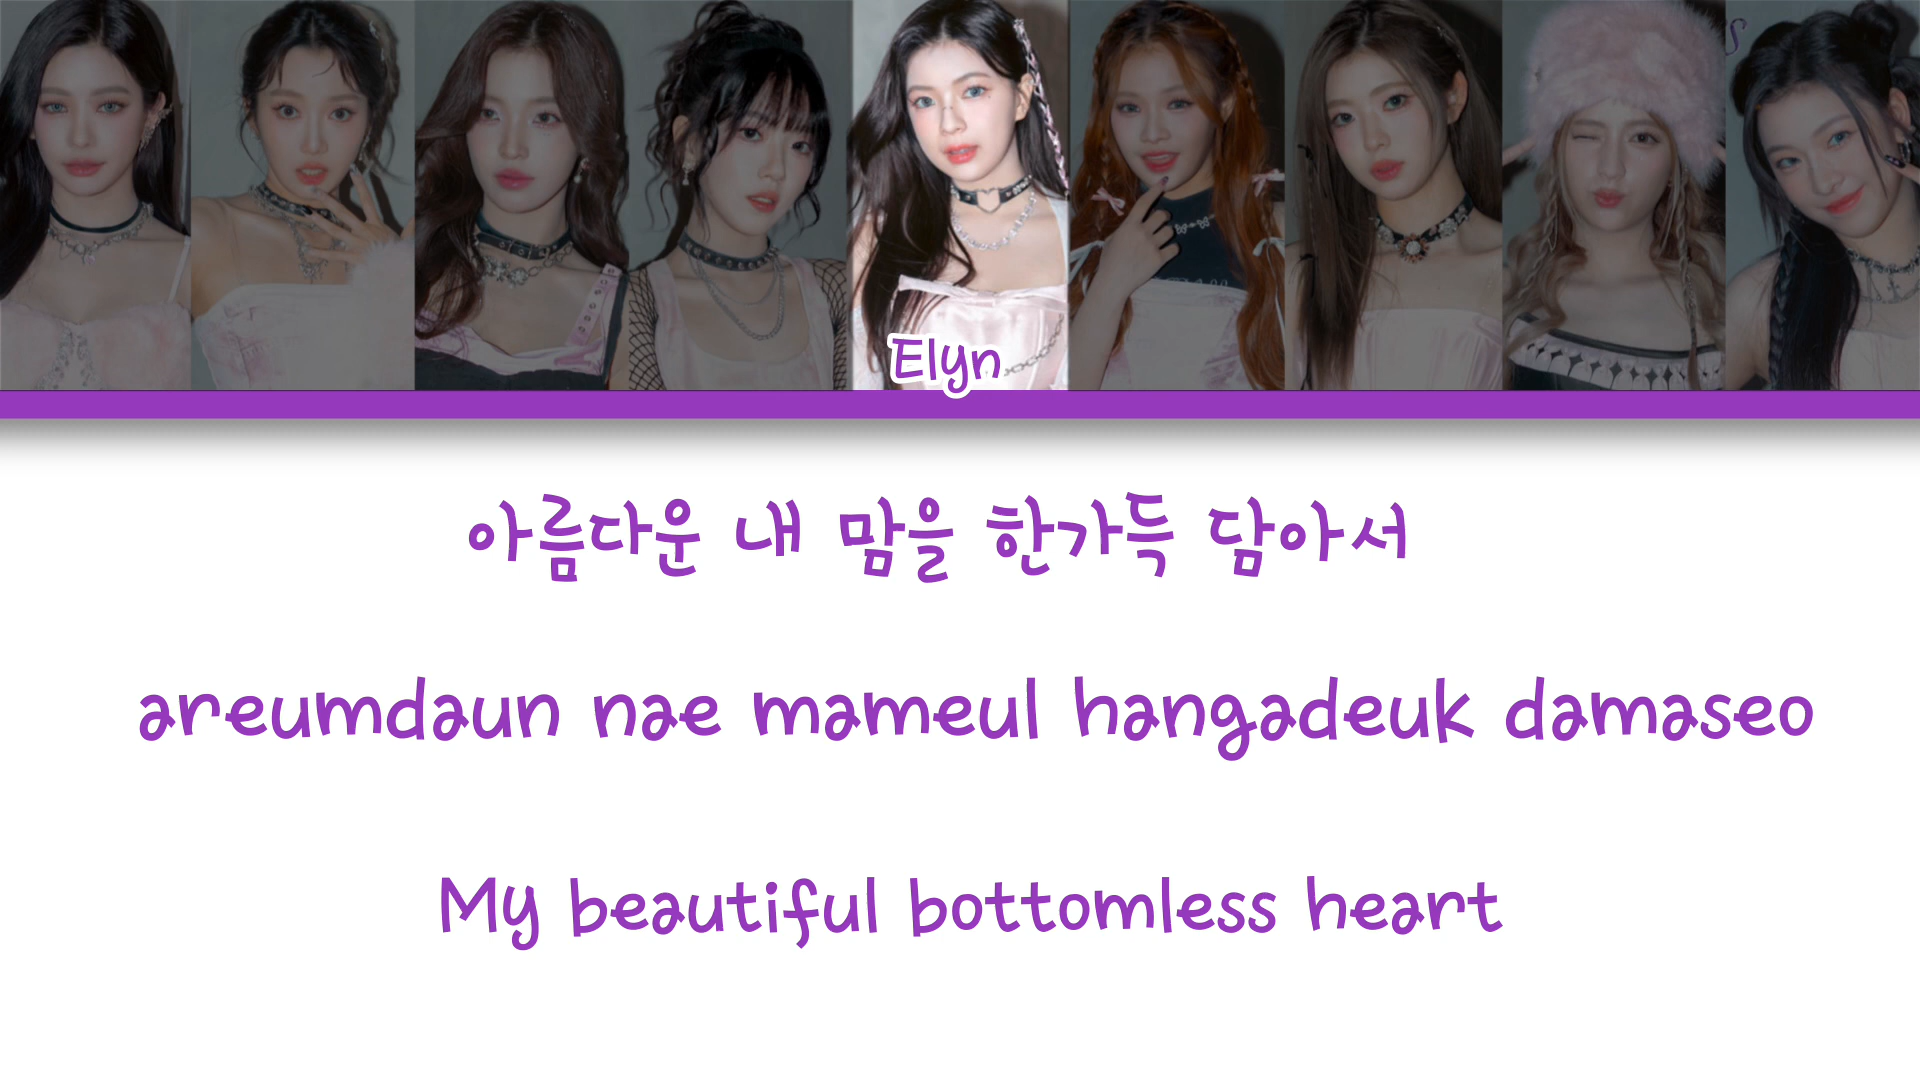 Elyn
아름다운 내 맘을 한가득 담아서
areumdaun nae mameul hangadeuk damaseo
My beautiful bottomless heart